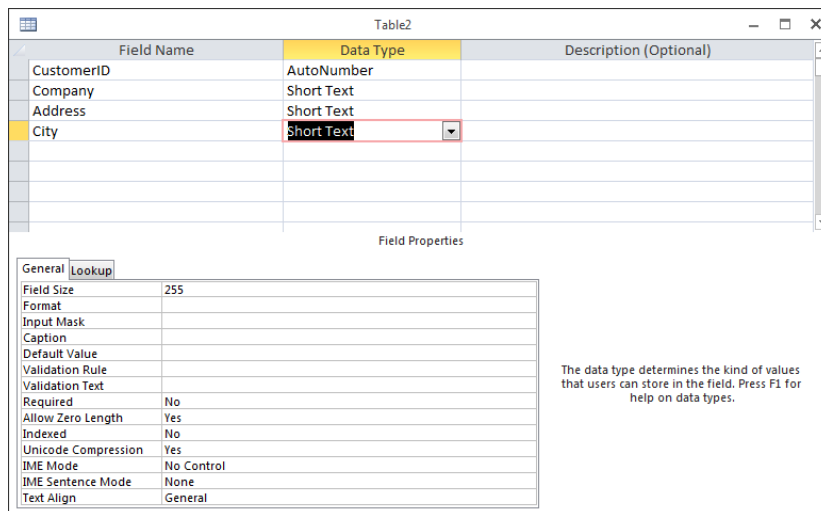 Table2
Field Name Data Type Description (Optional)
CustomerID AutoNumber
Company Short Text
Address Short Text
City Short Text
Field Properties
General Lookup
Field Size 255
Format
Input Mask
Caption
Default Value
Validation Rule
Validation Text
Required No
Allow Zero Length Yes
Indexed No
Unicode Compression Yes
IME Mode No Control
IME Sentence Mode None
Text Align General
The data type determines the kind of values
that users can store in the field. Press F1 for
help on data types.